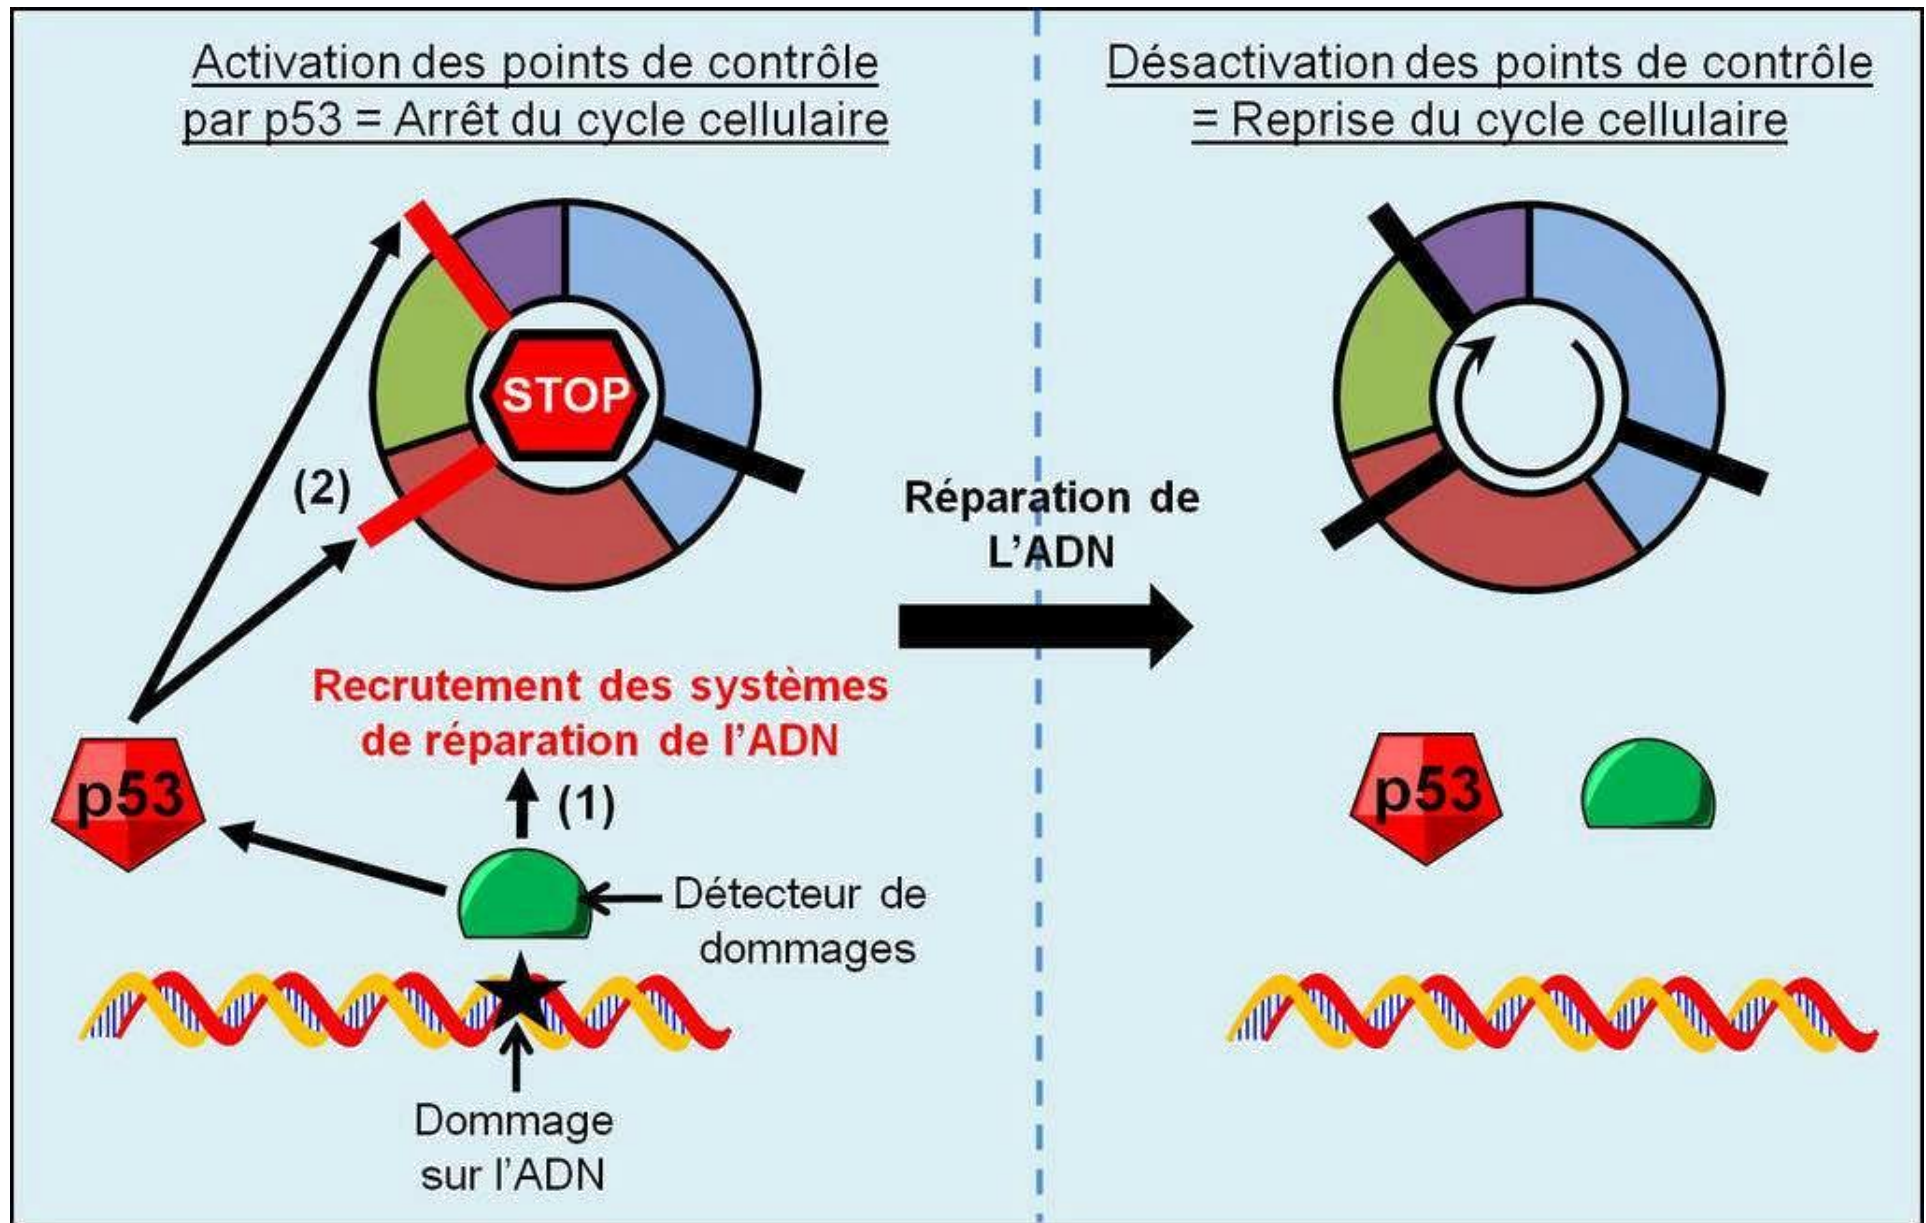 Activation des points de contrôle
par p53 = Arrêt du cycle cellulaire
STOP
(2)
Recrutement des systèmes
de réparation de l'ADN
(1)
p53
Détecteur de
dommages
Dommage
sur l'ADN
Réparation de
L'ADN
Désactivation des points de contrôle
= Reprise du cycle cellulaire
p53